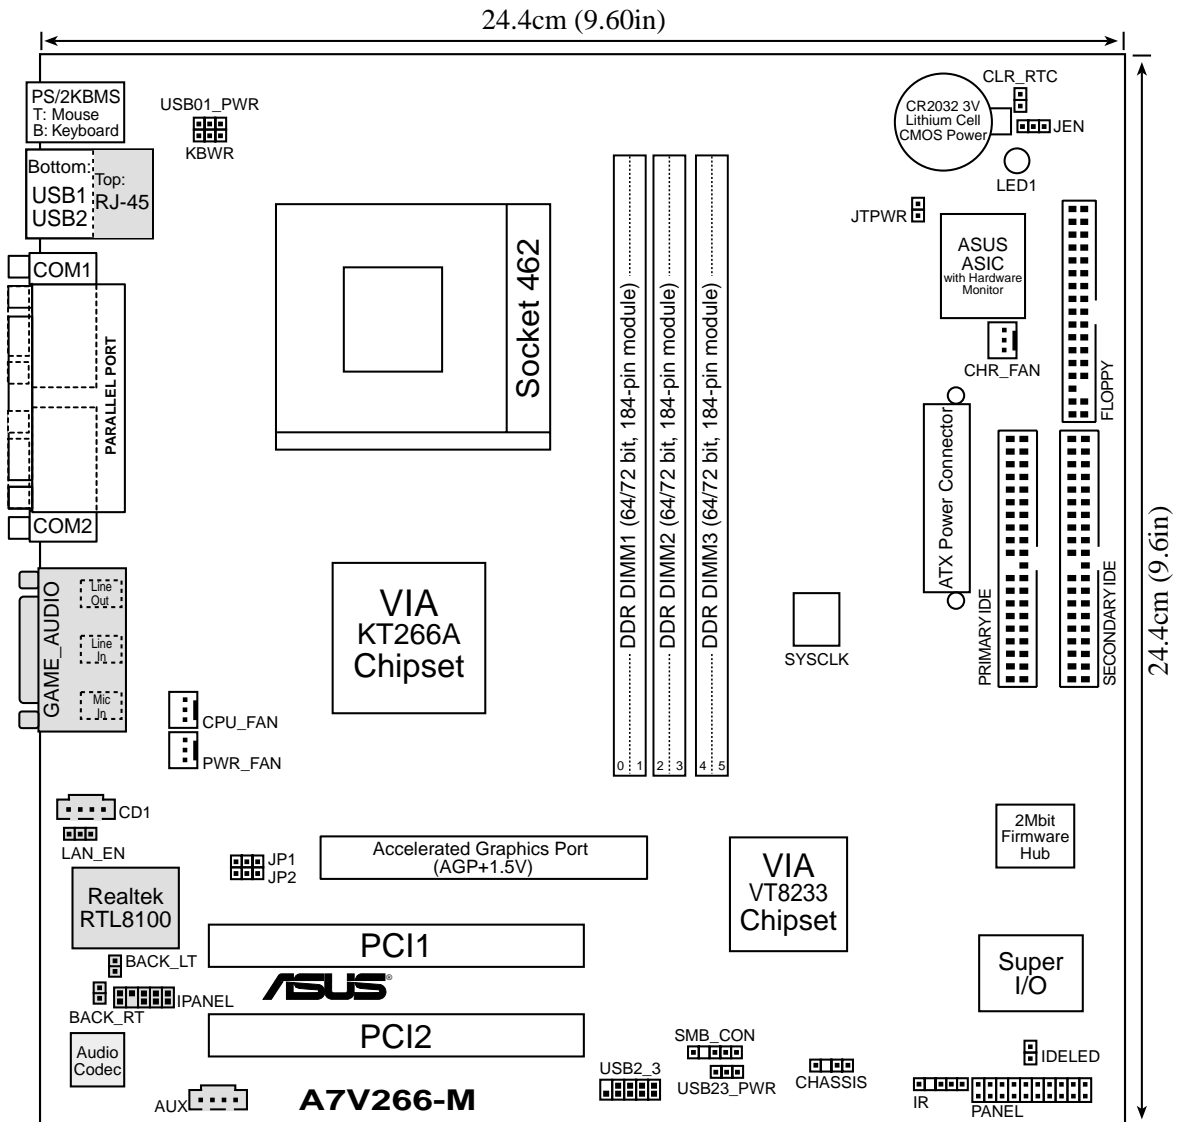 24.4cm (9.60in)
PS/2KBMS
T: Mouse
B: Keyboard
USB01_PWR
KBWR
CLR_RTC
CR2032 3V
Lithium Cell
CMOS Power
JEN
LED1
Bottom:
USB1
USB2
Top:
RJ-45
JTPWR
ASUS
ASIC
with Hardware
Monitor
COM1
PARALLEL PORT
COM2
Socket 462
DDR DIMM1 (64/72 bit, 184-pin module)
DDR DIMM2 (64/72 bit, 184-pin module)
DDR DIMM3 (64/72 bit, 184-pin module)
0 1
2 3
4 5
CHR_FAN
FLOPPY
ATX Power Connector
PRIMARY IDE
SECONDARY IDE
24.4cm (9.6in)
GAME_AUDIO
Line
Out
Line
In
Mic
In
VIA
KT266A
Chipset
SYSCLK
CPU_FAN
PWR_FAN
CD1
LAN_EN
JP1
JP2
Accelerated Graphics Port
(AGP+1.5V)
VIA
VT8233
Chipset
2Mbit
Firmware
Hub
Realtek
RTL8100
PCI1
BACK_LT
ASUS®
IPANEL
BACK_RT
Super
I/O
PCI2
Audio
Codec
SMB_CON
USB2_3
USB23_PWR
CHASSIS
IDELED
AUX
A7V266-M
IR
PANEL